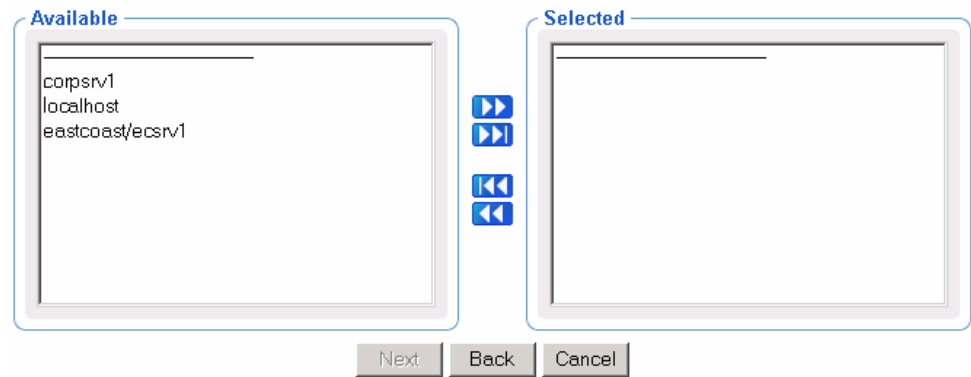 Available
Selected
corpsrv1
localhost
eastcoast/ecsrv1
Next
Back
Cancel